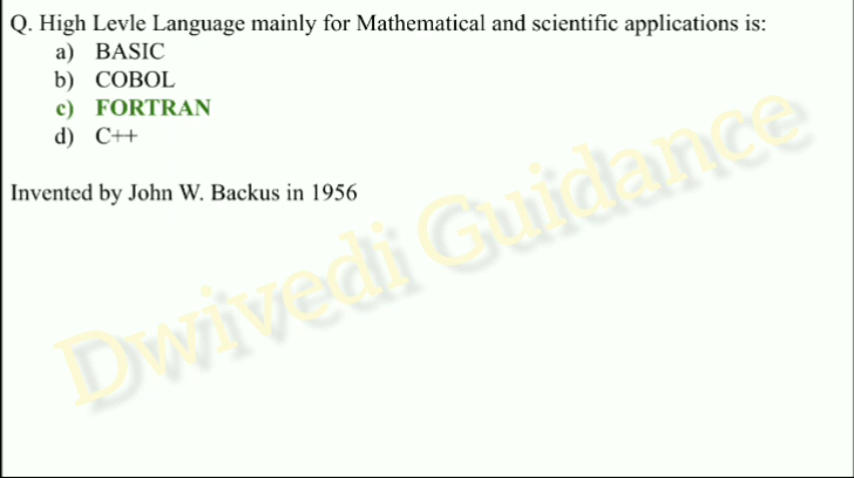 Q. High Levle Language mainly for Mathematical and scientific applications is:
a) BASIC
b) COBOL
c) FORTRAN
d) C++
Invented by John W. Backus in 1956
Dwivedi Guidance